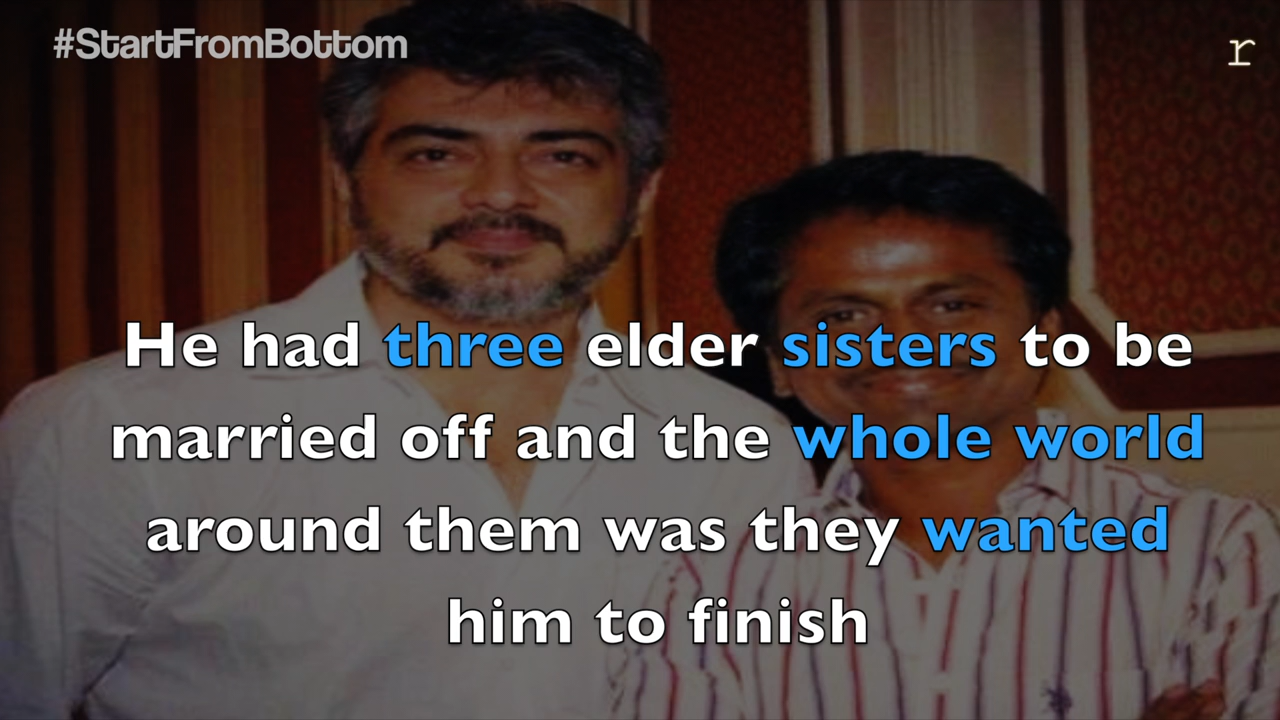 #StartFromBottom
r
He had three elder sisters to be
married off and the whole world
around them was they wanted
him to finish